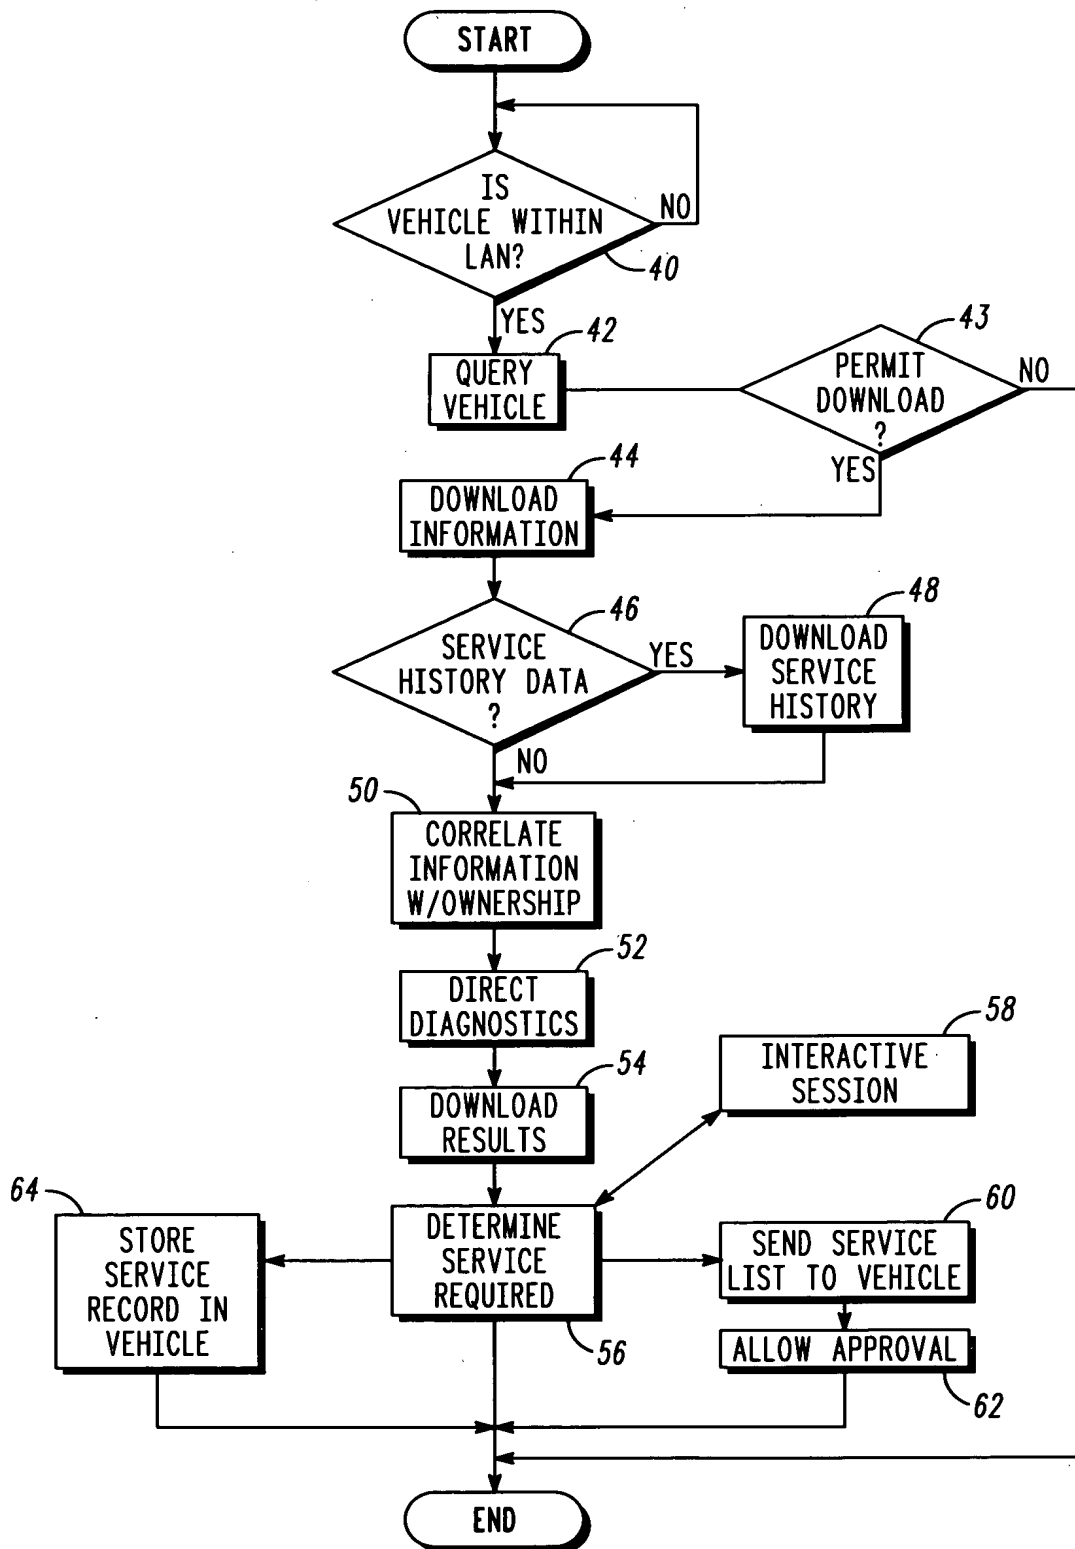 START
IS
VEHICLE WITHIN
LAN?
NO
40
YES
42
QUERY
VEHICLE
43
PERMIT
DOWNLOAD
?
NO
YES
44
DOWNLOAD
INFORMATION
46
SERVICE
HISTORY DATA
?
YES
NO
48
DOWNLOAD
SERVICE
HISTORY
50
CORRELATE
INFORMATION
W/OWNERSHIP
52
DIRECT
DIAGNOSTICS
54
DOWNLOAD
RESULTS
58
INTERACTIVE
SESSION
64
STORE
SERVICE
RECORD IN
VEHICLE
DETERMINE
SERVICE
REQUIRED
56
60
SEND SERVICE
LIST TO VEHICLE
ALLOW APPROVAL
62
END